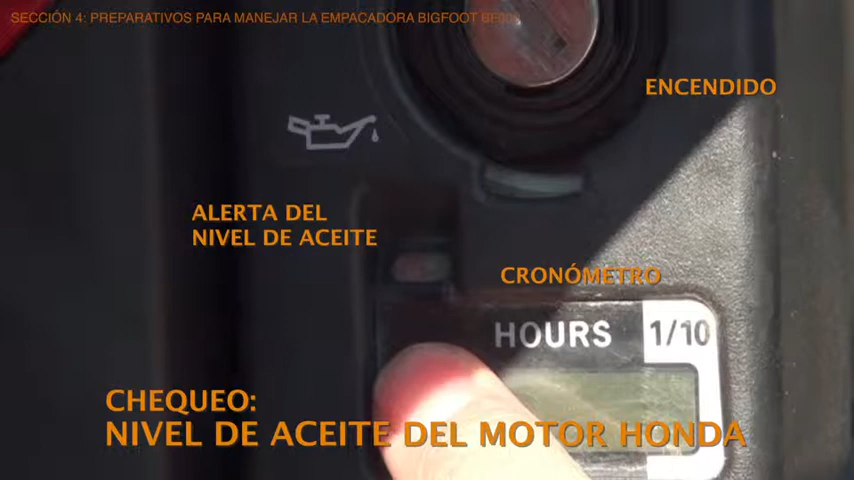 SECCIÓN 4: PREPARATIVOS PARA MANEJAR LA EMPACADORA BIGFOOT
ENCENDIDO
ALERTA DEL
NIVEL DE ACEITE
CRONÓMETRO
HOURS 1/10
CHEQUEO:
NIVEL DE ACEITE DEL MOTOR HONDA